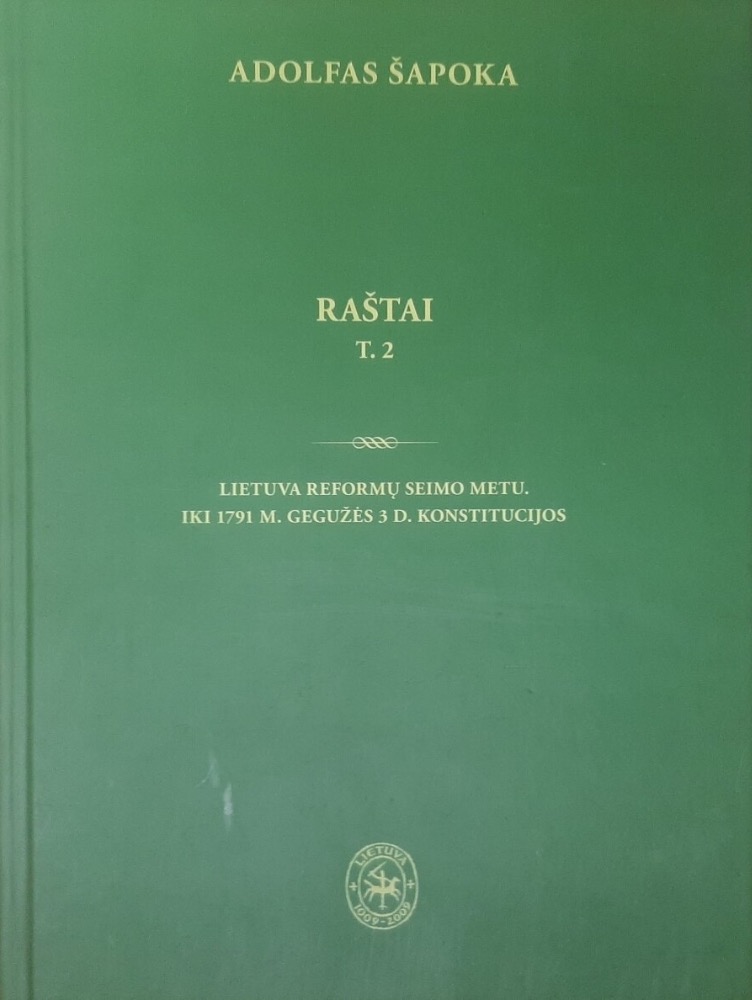 ADOLFAS ŠAPOKA
RAŠTAI
T. 2
LIETUVA REFORMŲ SEIMO METU.
IKI 1791 M. GEGUŽĖS 3 D. KONSTITUCIJOS
LIETUVA
1009-2009